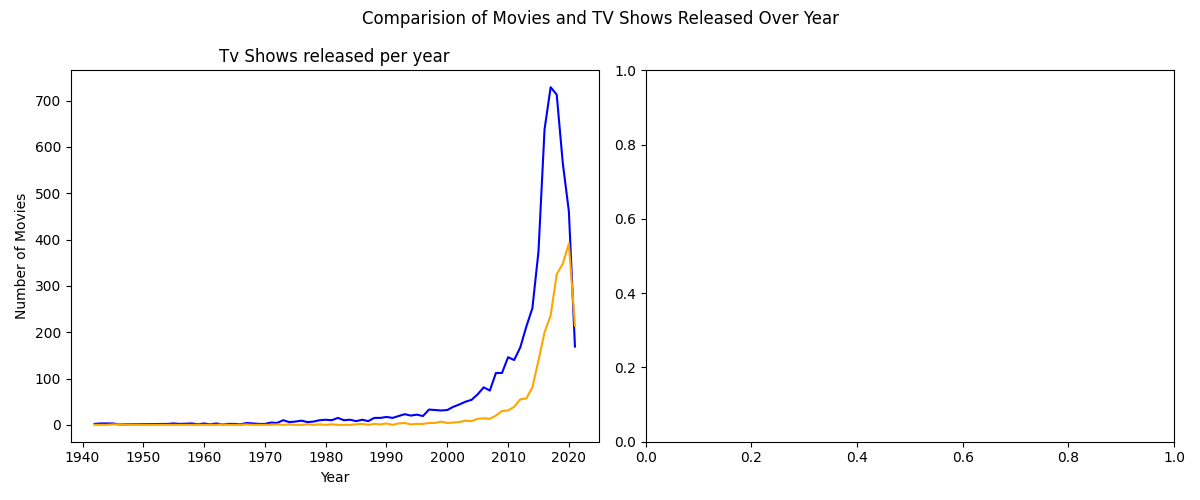 Comparision of Movies and TV Shows Released Over Year
Tv Shows released per year
Number of Movies
700
600
500
400
300
200
100
0
1940 1950 1960 1970 1980 1990 2000 2010 2020
Year
1.0
0.8
0.6
0.4
0.2
0.0
0.0 0.2 0.4 0.6 0.8 1.0